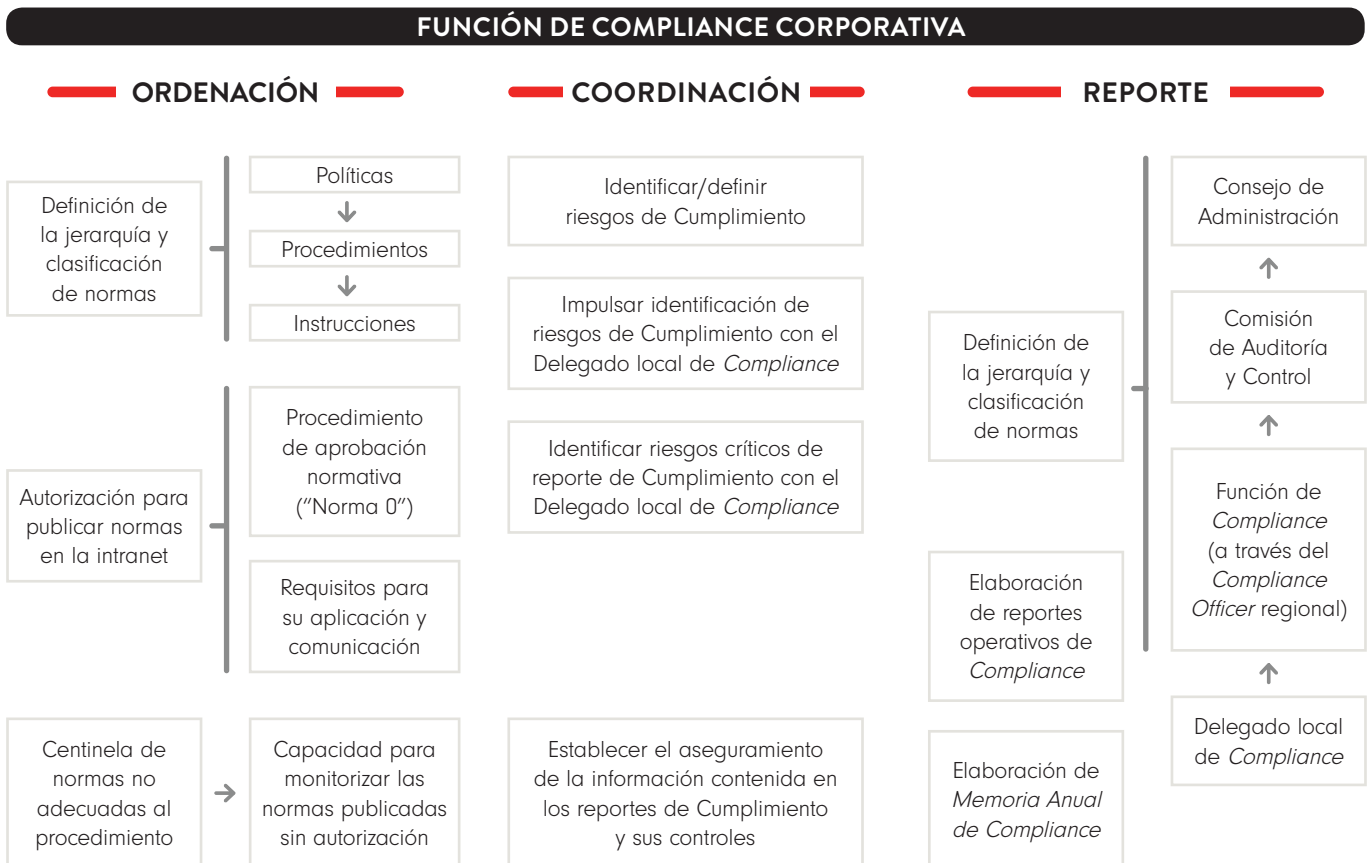 FUNCIÓN DE COMPLIANCE CORPORATIVA
ORDENACIÓN
Definición de
la jerarquía y
clasificación
de normas
Políticas
Procedimientos
Instrucciones
Autorización para
publicar normas
en la intranet
Procedimiento
de aprobación
normativa
("Norma 0")
Requisitos para
su aplicación y
comunicación
Centinela de
normas no
adecuadas al
procedimiento
Capacidad para
monitorizar las
normas publicadas
sin autorización
COORDINACIÓN
Identificar/definir
riesgos de Cumplimiento
Impulsar identificación de
riesgos de Cumplimiento con el
Delegado local de Compliance
Identificar riesgos críticos de
reporte de Cumplimiento con el
Delegado local de Compliance
Establecer el aseguramiento
de la información contenida en
los reportes de Cumplimiento
y sus controles
REPORTE
Definición de
la jerarquía y
clasificación
de normas
Elaboración
de reportes
operativos de
Compliance
Elaboración de
Memoria Anual
de Compliance
Consejo de
Administración
Comisión
de Auditoría
y Control
Función de
Compliance
(a través del
Compliance
Officer regional)
Delegado local
de Compliance